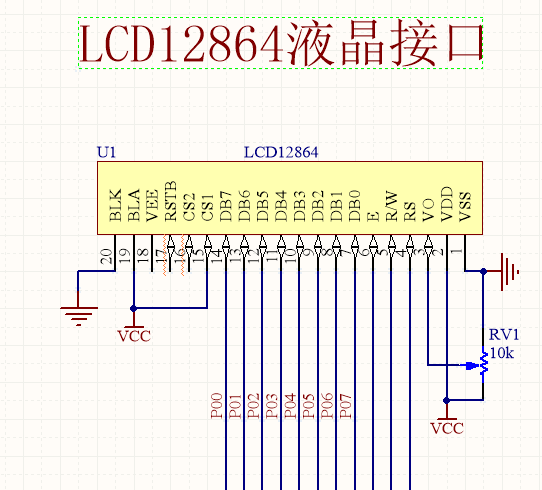 LCD12864液晶接口
U1 LCD12864
BLK BLA VEE RSTB CS2 CS1 DB7 DB6 DB5 DB4 DB3 DB2 DB1 DB0 E R/W RS VO VDD VSS
20 19 18 17 16 15 14 13 12 11 10 9 8 7 6 5 4 3 2 1
VCC
RV1
10k
P00 P01 P02 P03 P04 P05 P06 P07
VCC